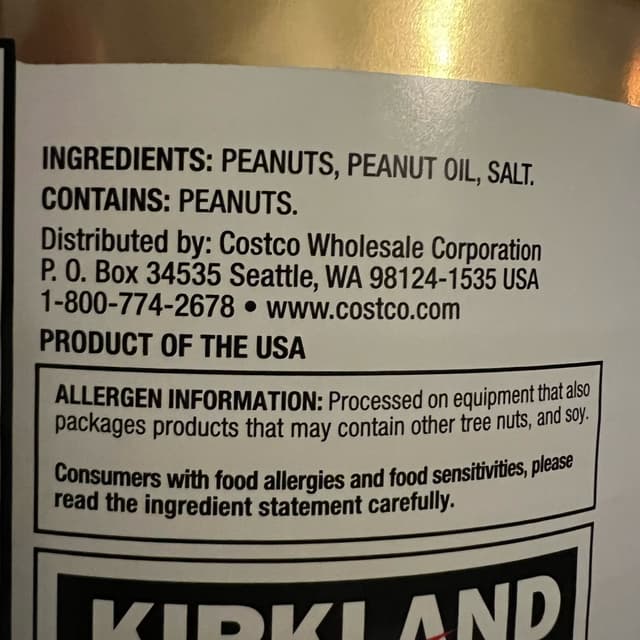 INGREDIENTS: PEANUTS, PEANUT OIL, SALT.
CONTAINS: PEANUTS.
Distributed by: Costco Wholesale Corporation
P. O. Box 34535 Seattle, WA 98124-1535 USA
1-800-774-2678 • www.costco.com
PRODUCT OF THE USA
ALLERGEN INFORMATION: Processed on equipment that also
packages products that may contain other tree nuts, and soy.
Consumers with food allergies and food sensitivities, please
read the ingredient statement carefully.
KIRKLAND